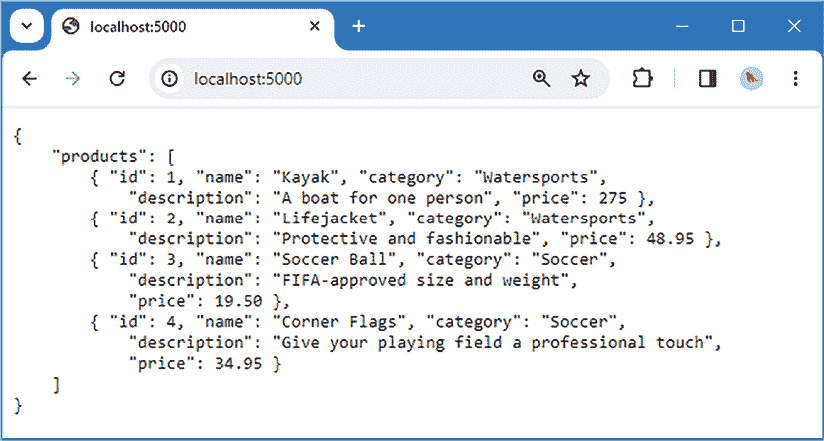 localhost:5000
localhost:5000
{
    "products": [
        { "id": 1, "name": "Kayak", "category": "Watersports",
            "description": "A boat for one person", "price": 275 },
        { "id": 2, "name": "Lifejacket", "category": "Watersports",
            "description": "Protective and fashionable", "price": 48.95 },
        { "id": 3, "name": "Soccer Ball", "category": "Soccer",
            "description": "FIFA-approved size and weight",
            "price": 19.50 },
        { "id": 4, "name": "Corner Flags", "category": "Soccer",
            "description": "Give your playing field a professional touch",
            "price": 34.95 }
    ]
}